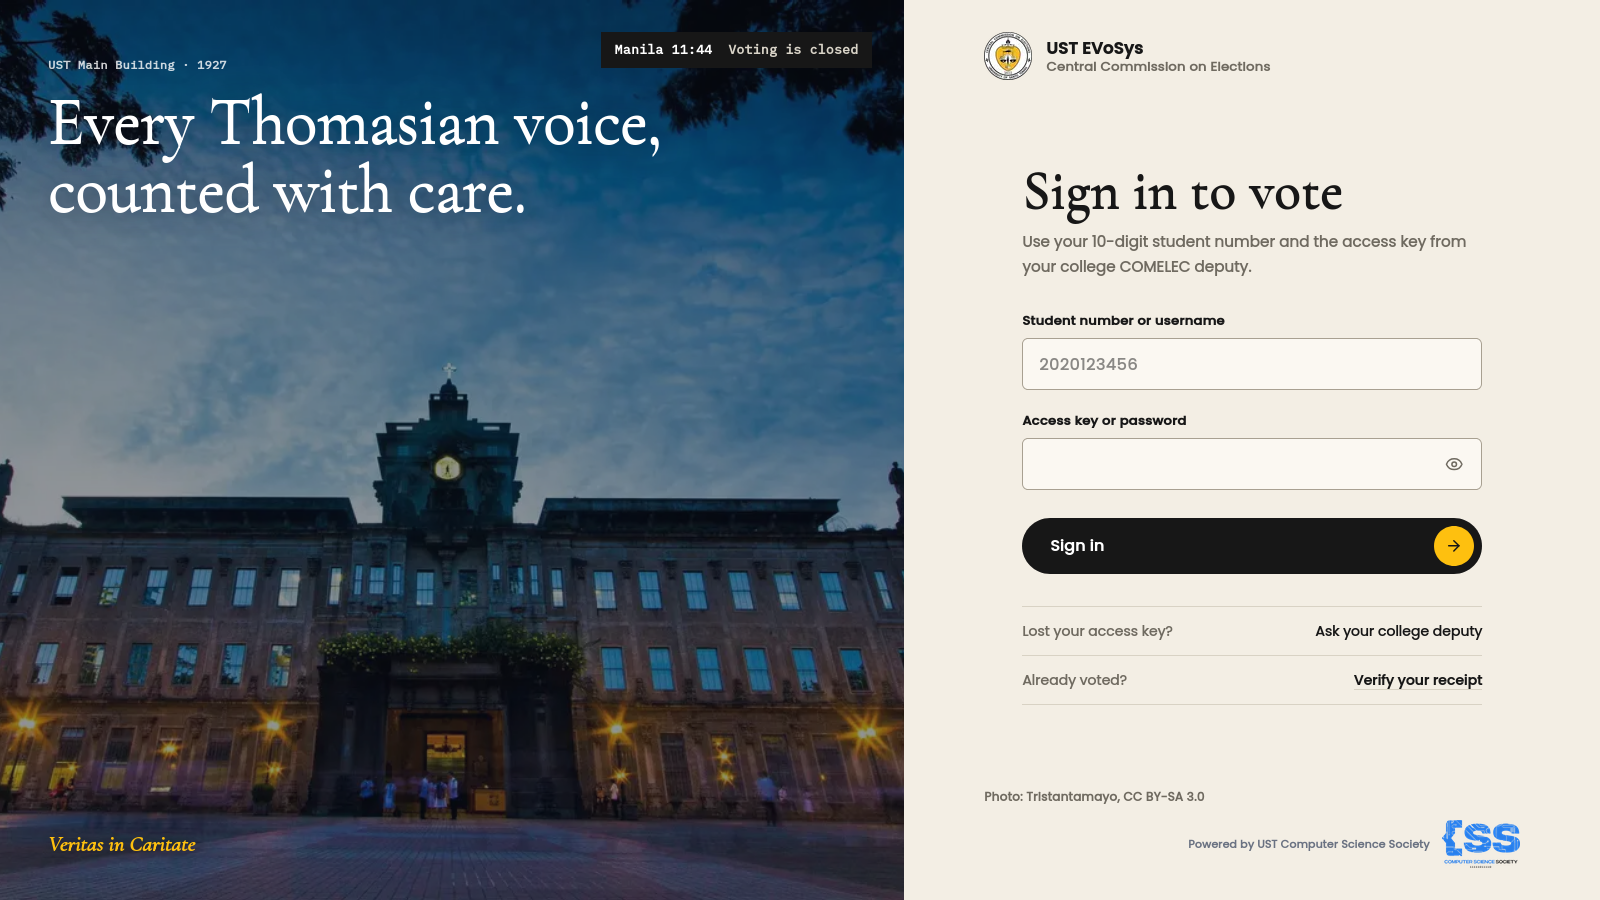 UST Main Building · 1927
Manila 11:44 Voting is closed
Every Thomasian voice,
counted with care.
Veritas in Caritate
UST EVoSys
Central Commission on Elections
Sign in to vote
Use your 10-digit student number and the access key from
your college COMELEC deputy.
Student number or username
2020123456
Access key or password
Sign in
Lost your access key? Ask your college deputy
Already voted? Verify your receipt
Photo: Tristantamayo, CC BY-SA 3.0
Powered by UST Computer Science Society
CSS
COMPUTER SCIENCE SOCIETY